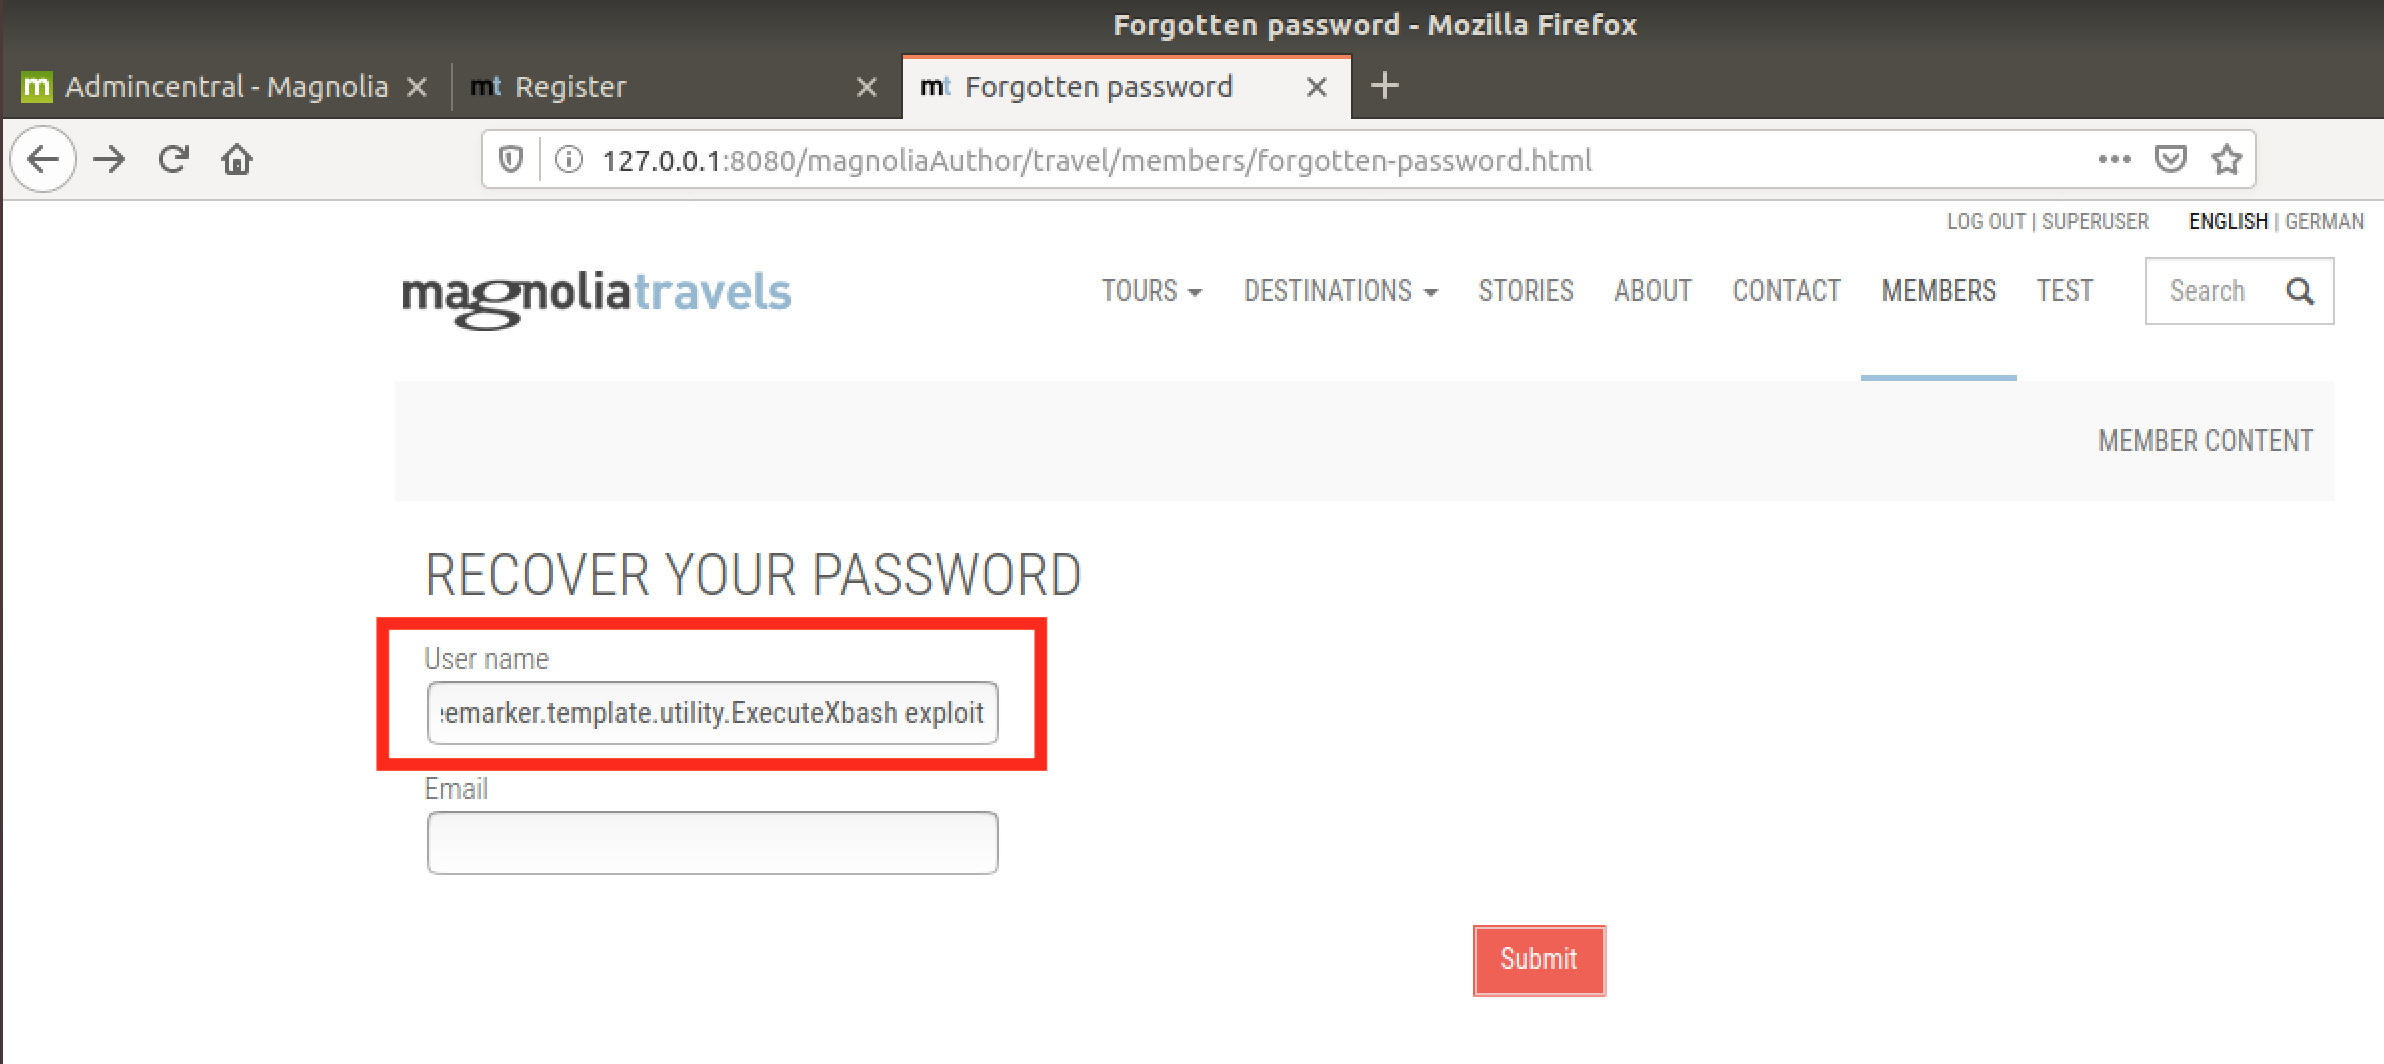 Forgotten password - Mozilla Firefox
Admincentral - Magnolia
mt Register
mt Forgotten password
127.0.0.1:8080/magnoliaAuthor/travel/members/forgotten-password.html
LOG OUT | SUPERUSER ENGLISH | GERMAN
magnoliatravels
TOURS DESTINATIONS STORIES ABOUT CONTACT MEMBERS TEST Search
MEMBER CONTENT
RECOVER YOUR PASSWORD
User name
emarker.template.utility.ExecuteXbash exploit
Email
Submit